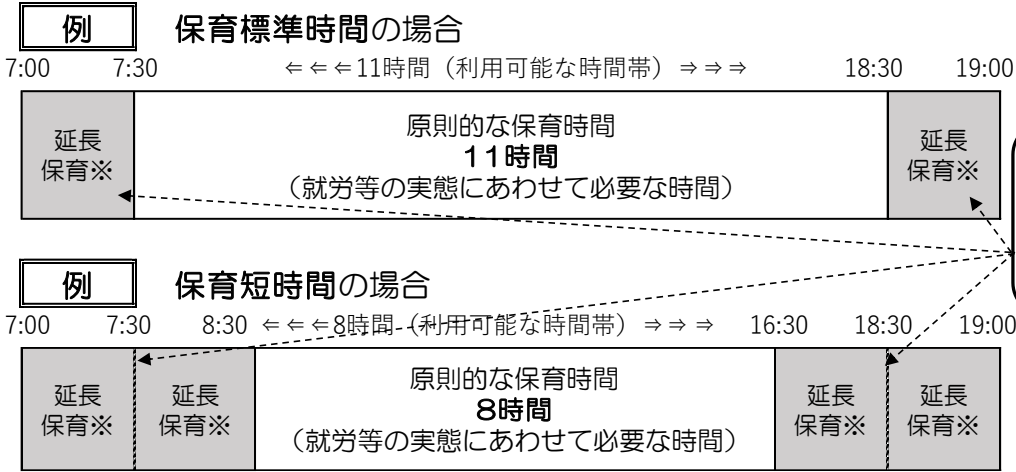 例 保育標準時間の場合
7:00 7:30 ⇐⇐⇐11時間（利用可能な時間帯）⇒⇒⇒ 18:30 19:00
延長
保育※
原則的な保育時間
11時間
（就労等の実態にあわせて必要な時間）
延長
保育※
例 保育短時間の場合
7:00 7:30 8:30 ⇐⇐⇐8時間（利用可能な時間帯）⇒⇒⇒ 16:30 18:30 19:00
延長
保育※
延長
保育※
原則的な保育時間
8時間
（就労等の実態にあわせて必要な時間）
延長
保育※
延長
保育※